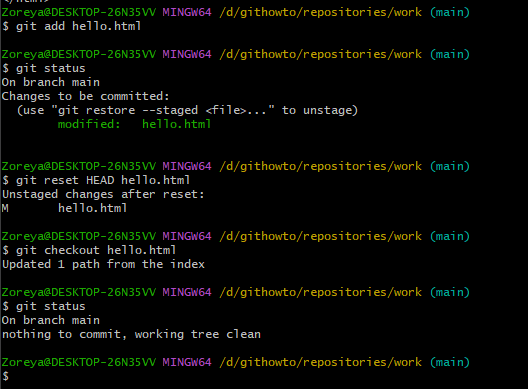 Zoreya@DESKTOP-26N35VV MINGW64 /d/githowto/repositories/work (main)
$ git add hello.html
Zoreya@DESKTOP-26N35VV MINGW64 /d/githowto/repositories/work (main)
$ git status
On branch main
Changes to be committed:
  (use "git restore --staged <file>..." to unstage)
        modified:   hello.html
Zoreya@DESKTOP-26N35VV MINGW64 /d/githowto/repositories/work (main)
$ git reset HEAD hello.html
Unstaged changes after reset:
M       hello.html
Zoreya@DESKTOP-26N35VV MINGW64 /d/githowto/repositories/work (main)
$ git checkout hello.html
Updated 1 path from the index
Zoreya@DESKTOP-26N35VV MINGW64 /d/githowto/repositories/work (main)
$ git status
On branch main
nothing to commit, working tree clean
Zoreya@DESKTOP-26N35VV MINGW64 /d/githowto/repositories/work (main)
$